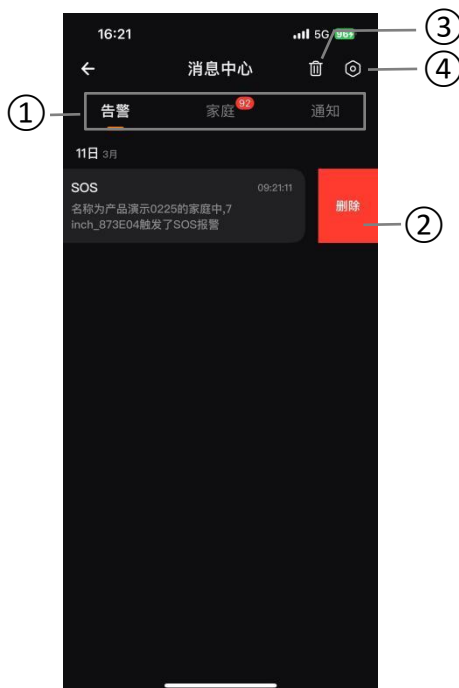 16:21
5G
③
消息中心
④
①
告警
家庭
92
通知
11日 3月
SOS
09:21:11
名称为产品演示0225的家庭中,7
inch_873E04触发了SOS报警
删除
②